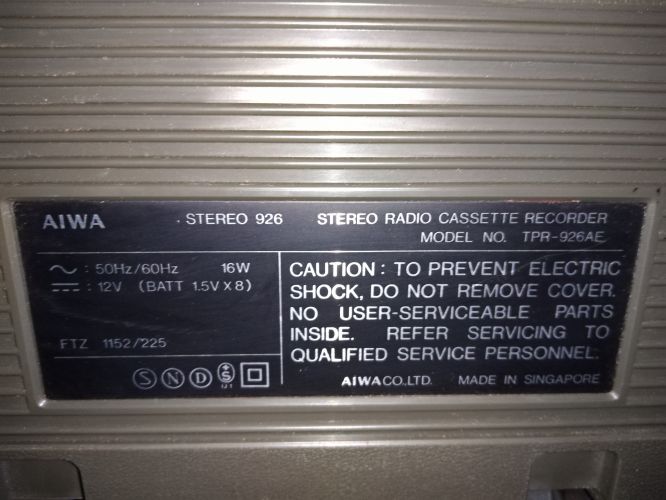 AIWA STEREO 926 STEREO RADIO CASSETTE RECORDER
MODEL NO. TPR-926AE
~ : 50Hz/60Hz 16W
⎓ : 12V (BATT 1.5V X 8)
FTZ 1152/225
S N D S
CAUTION : TO PREVENT ELECTRIC
SHOCK, DO NOT REMOVE COVER.
NO USER-SERVICEABLE PARTS
INSIDE. REFER SERVICING TO
QUALIFIED SERVICE PERSONNEL.
AIWA CO., LTD. MADE IN SINGAPORE